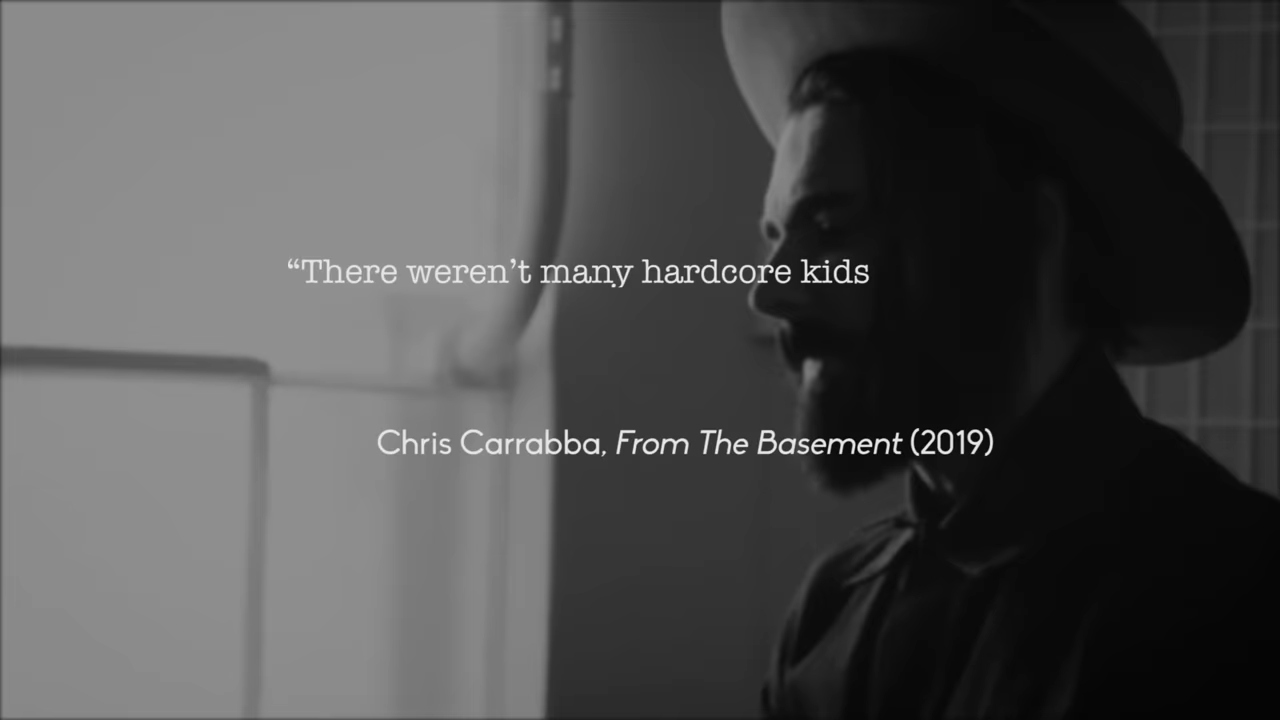 “There weren’t many hardcore kids
Chris Carrabba, From The Basement (2019)